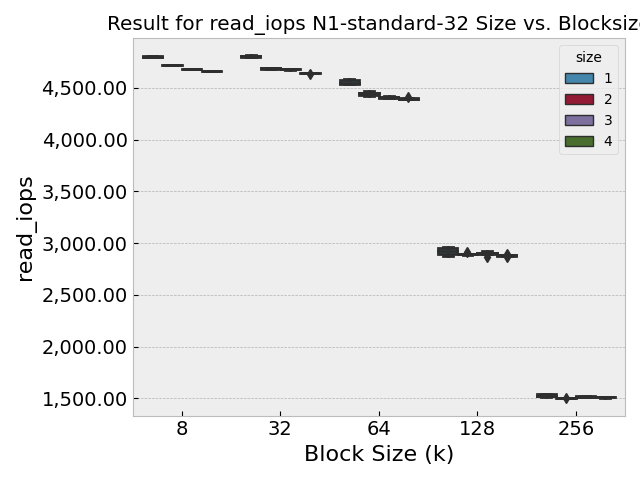 Result for read_iops N1-standard-32 Size vs. Blocksize
size
1
2
3
4
4,500.00
4,000.00
3,500.00
3,000.00
2,500.00
2,000.00
1,500.00
read_iops
8 32 64 128 256
Block Size (k)